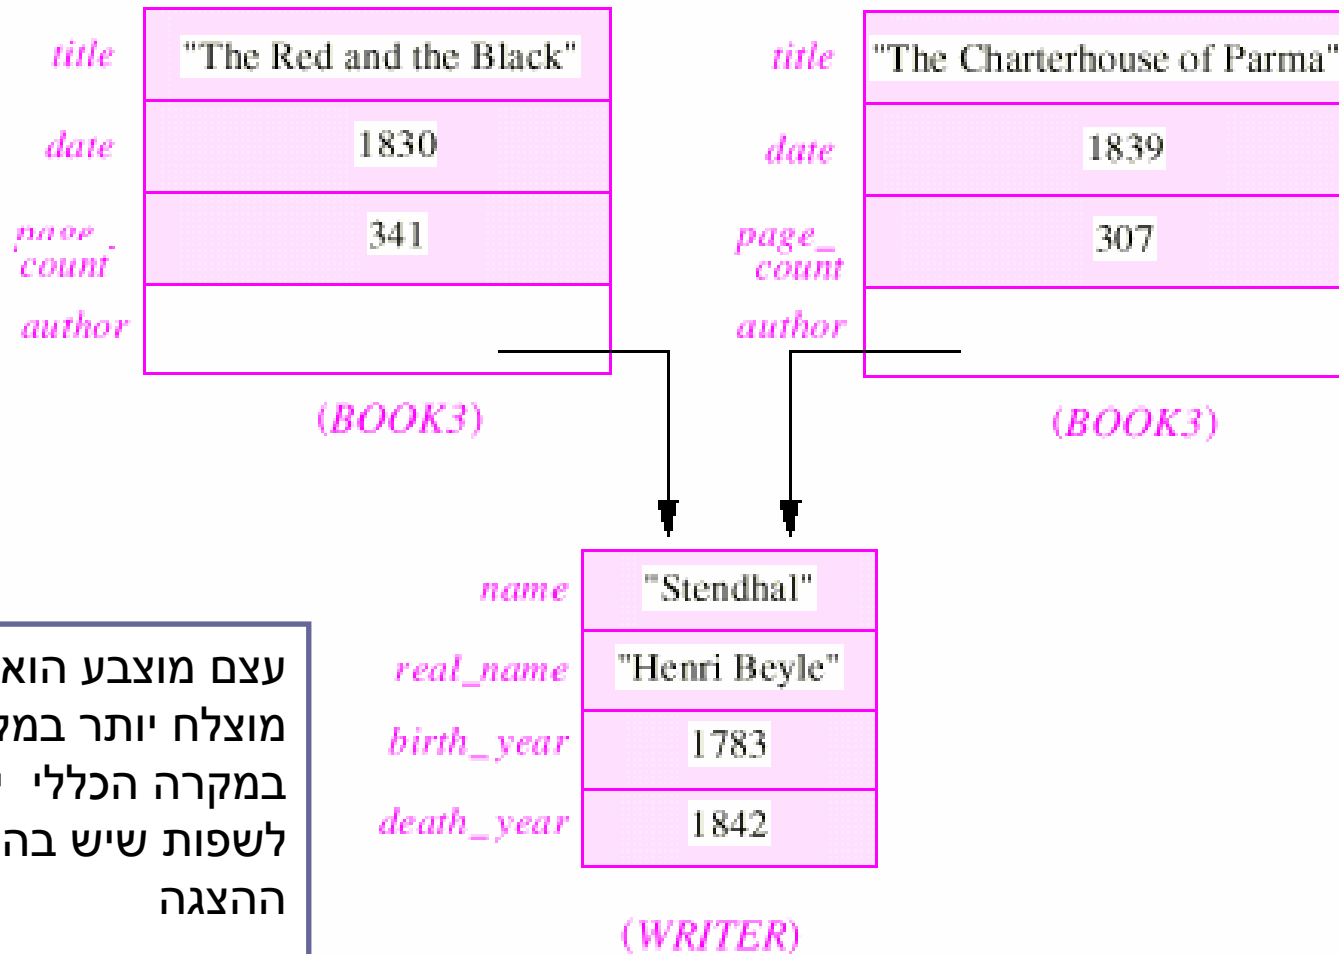 title "The Red and the Black"
date 1830
page_ 341
count
author
(BOOK3)
title "The Charterhouse of Parma"
date 1839
page_ 307
count
author
(BOOK3)
name "Stendhal"
real_name "Henri Beyle"
birth_year 1783
death_year 1842
(WRITER)
עצם מוצבע הוא
מוצלח יותר
במקרה הכללי
לשפות שיש
ההצגה